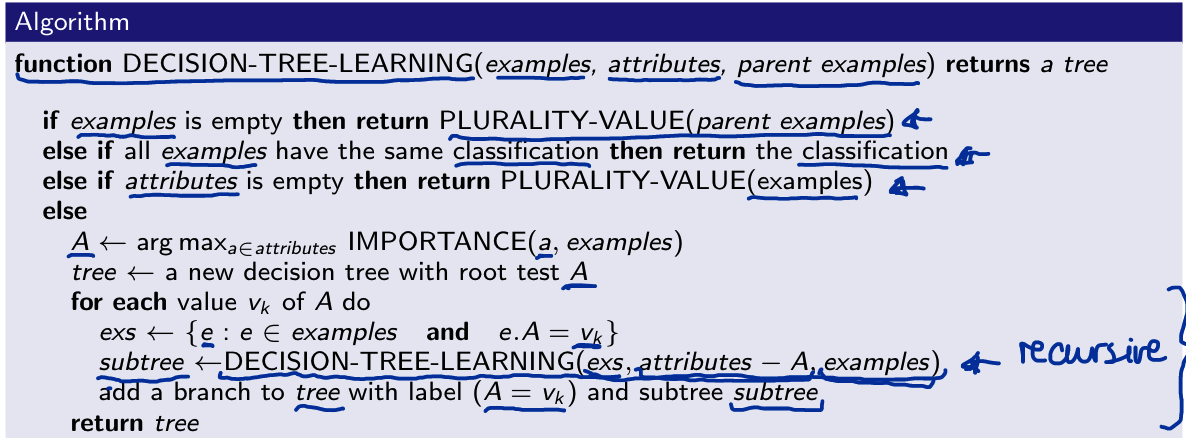 Algorithm
function DECISION-TREE-LEARNING(examples, attributes, parent examples) returns a tree
if examples is empty then return PLURALITY-VALUE(parent examples)
else if all examples have the same classification then return the classification
else if attributes is empty then return PLURALITY-VALUE(examples)
else
A ← arg max_{a∈attributes} IMPORTANCE(a, examples)
tree ← a new decision tree with root test A
for each value v_k of A do
exs ← {e : e ∈ examples and e.A = v_k}
subtree ←DECISION-TREE-LEARNING(exs, attributes − A, examples) recursive
add a branch to tree with label (A = v_k) and subtree subtree
return tree